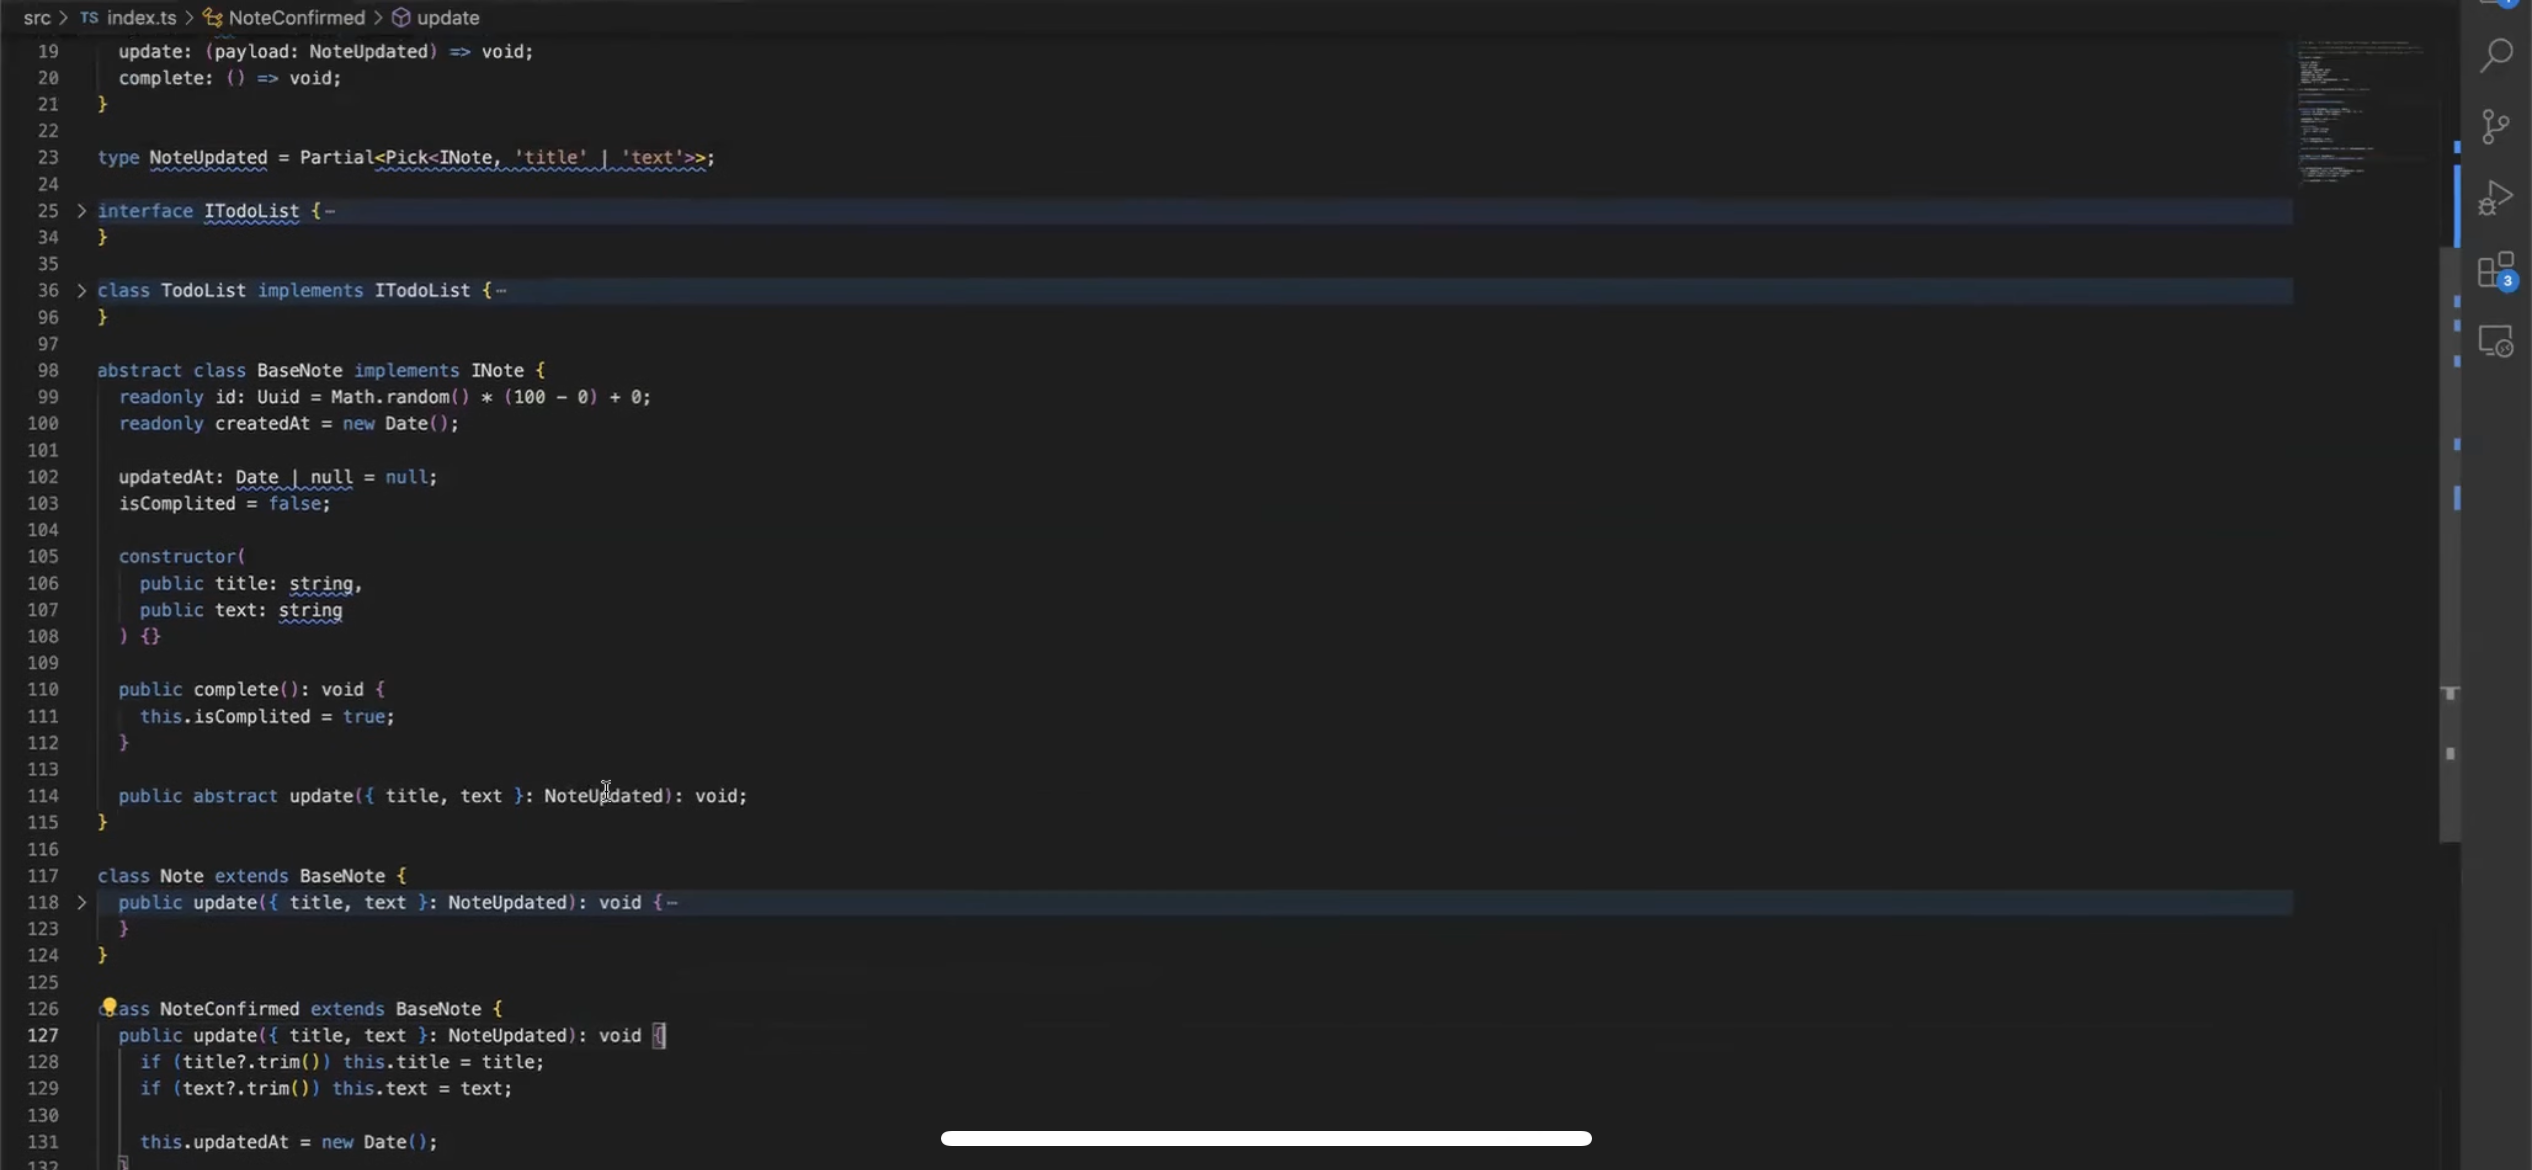 src > TS index.ts > NoteConfirmed > update
19 update: (payload: NoteUpdated) => void;
20 complete: () => void;
21 }
22
23 type NoteUpdated = Partial<Pick<INote, 'title' | 'text'>>;
24
25 > interface ITodoList {⋯
34 }
35
36 > class TodoList implements ITodoList {⋯
96 }
97
98 abstract class BaseNote implements INote {
99 readonly id: Uuid = Math.random() * (100 - 0) + 0;
100 readonly createdAt = new Date();
101
102 updatedAt: Date | null = null;
103 isComplited = false;
104
105 constructor(
106 public title: string,
107 public text: string
108 ) {}
109
110 public complete(): void {
111 this.isComplited = true;
112 }
113
114 public abstract update({ title, text }: NoteUpdated): void;
115 }
116
117 class Note extends BaseNote {
118 > public update({ title, text }: NoteUpdated): void {⋯
123 }
124 }
125
126 class NoteConfirmed extends BaseNote {
127 public update({ title, text }: NoteUpdated): void {
128 if (title?.trim()) this.title = title;
129 if (text?.trim()) this.text = text;
130
131 this.updatedAt = new Date();
132 }
3